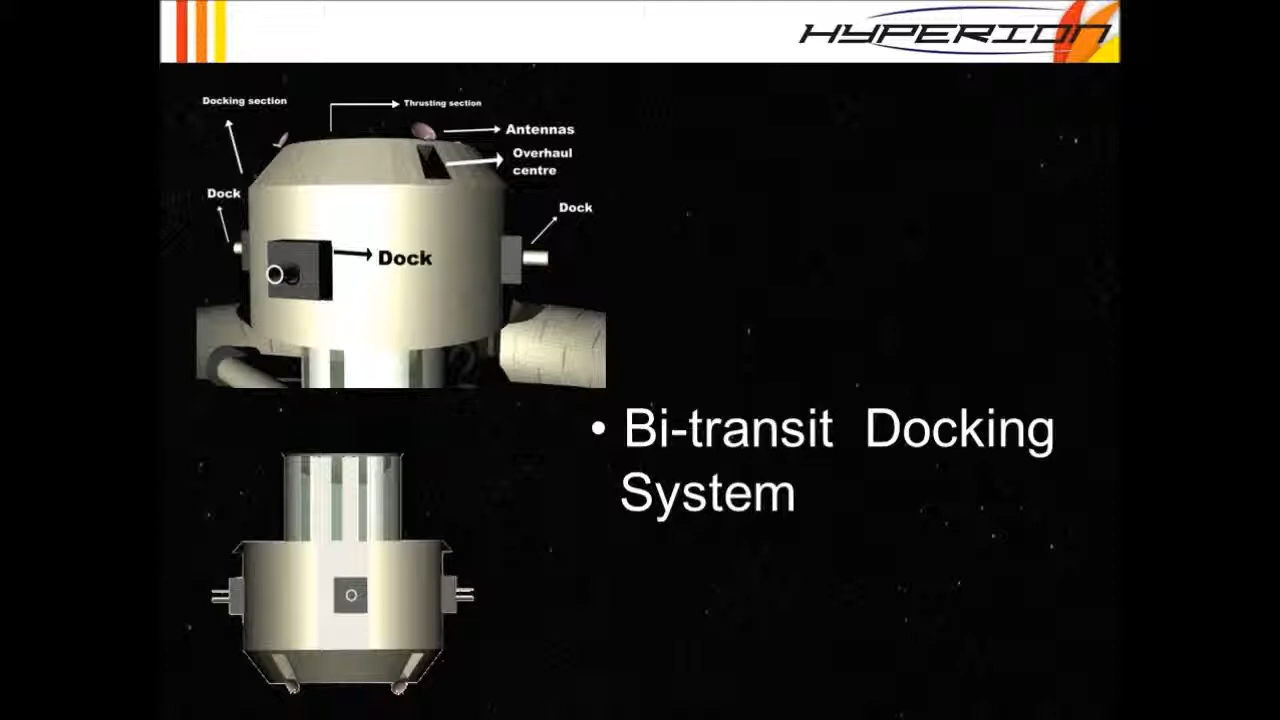 HYPERION
Docking section
Thrusting section
Antennas
Overhaul
centre
Dock
Dock
Dock
• Bi-transit Docking
System